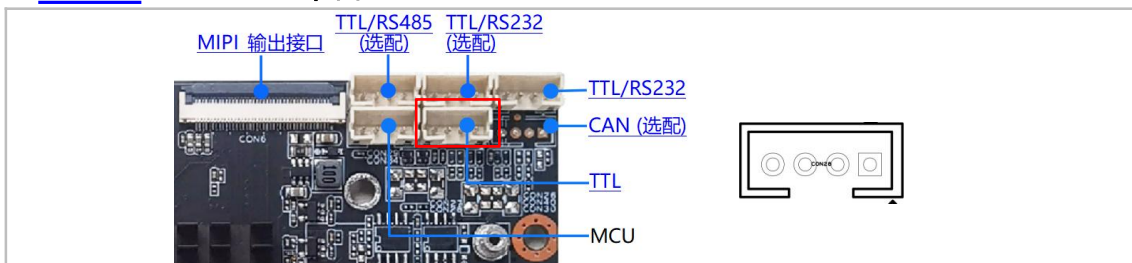 TTL/RS485 TTL/RS232
MIPI 输出接口 (选配) (选配)
TTL/RS232
CON6
CAN (选配)
CON28
TTL
MCU